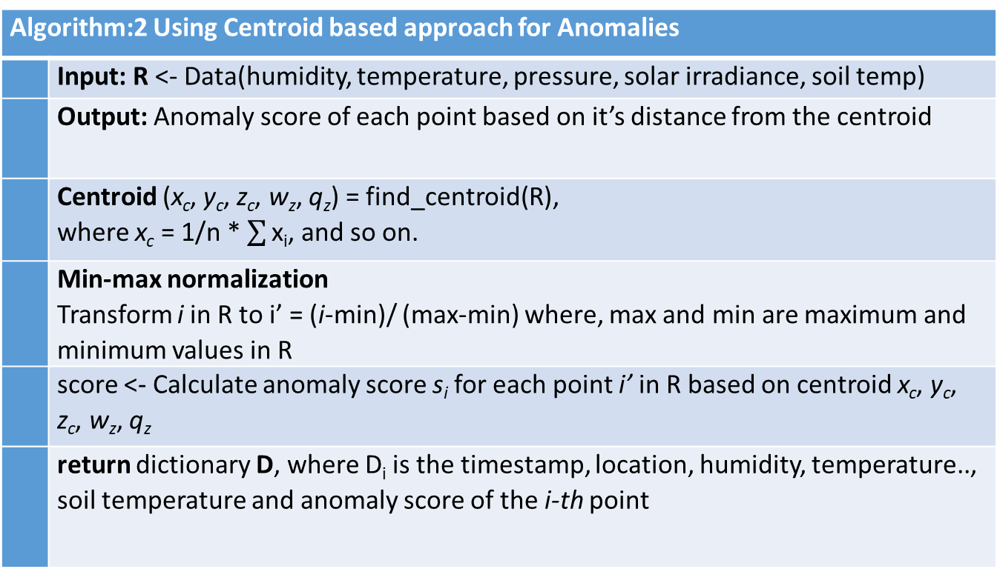 Algorithm:2 Using Centroid based approach for Anomalies
Input: R <- Data(humidity, temperature, pressure, solar irradiance, soil temp)
Output: Anomaly score of each point based on it’s distance from the centroid
Centroid (x_c, y_c, z_c, w_z, q_z) = find_centroid(R),
where x_c = 1/n * ∑ x_i, and so on.
Min-max normalization
Transform i in R to i’ = (i-min)/ (max-min) where, max and min are maximum and
minimum values in R
score <- Calculate anomaly score s_i for each point i’ in R based on centroid x_c, y_c,
z_c, w_z, q_z
return dictionary D, where D_i is the timestamp, location, humidity, temperature..,
soil temperature and anomaly score of the i-th point